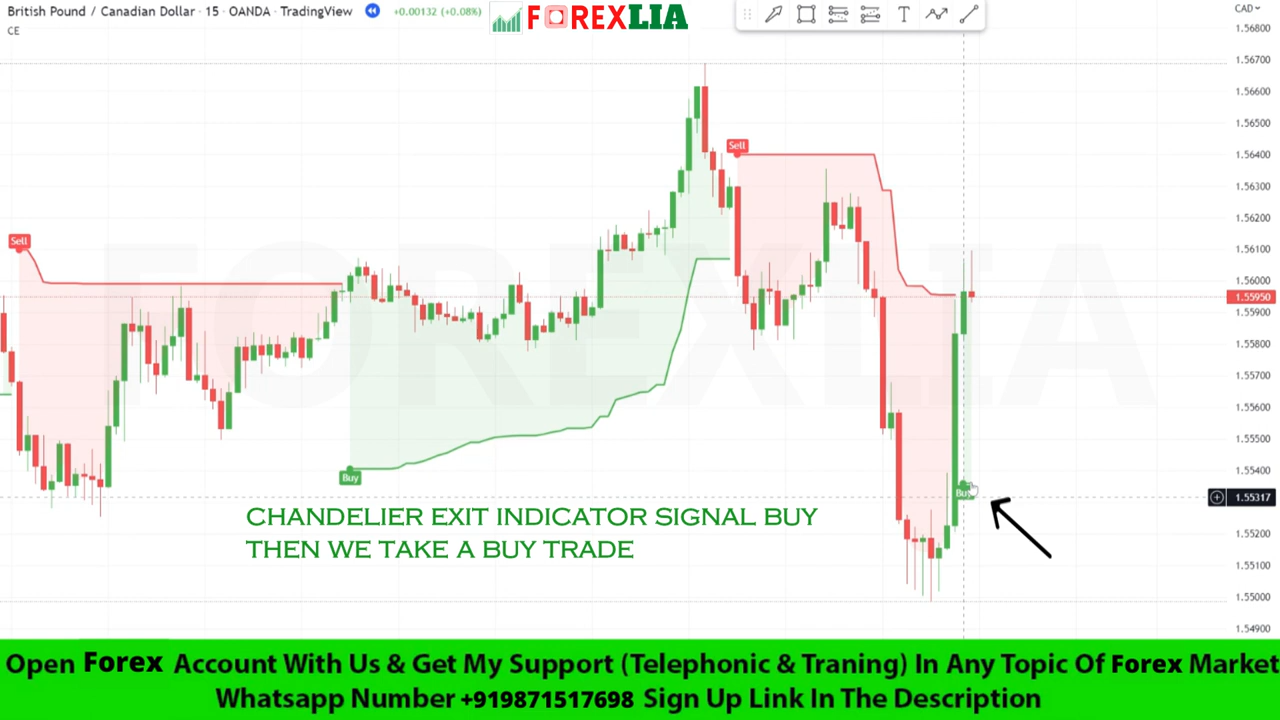 British Pound / Canadian Dollar · 15 · OANDA · TradingView +0.00132 (+0.08%)
FOREXLIA
CAD
CE
1.56800
1.56700
1.56600
1.56500
Sell
1.56400
1.56300
1.56200
Sell
1.56100
1.56000
FOREXLIA
1.55950
1.55900
1.55800
1.55700
1.55600
1.55500
Buy
1.55400
Buy
1.55317
CHANDELIER EXIT INDICATOR SIGNAL BUY
1.55200
THEN WE TAKE A BUY TRADE
1.55100
1.55000
1.54900
Open Forex Account With Us & Get My Support (Telephonic & Traning) In Any Topic Of Forex Market
Whatsapp Number +919871517698 Sign Up Link In The Description